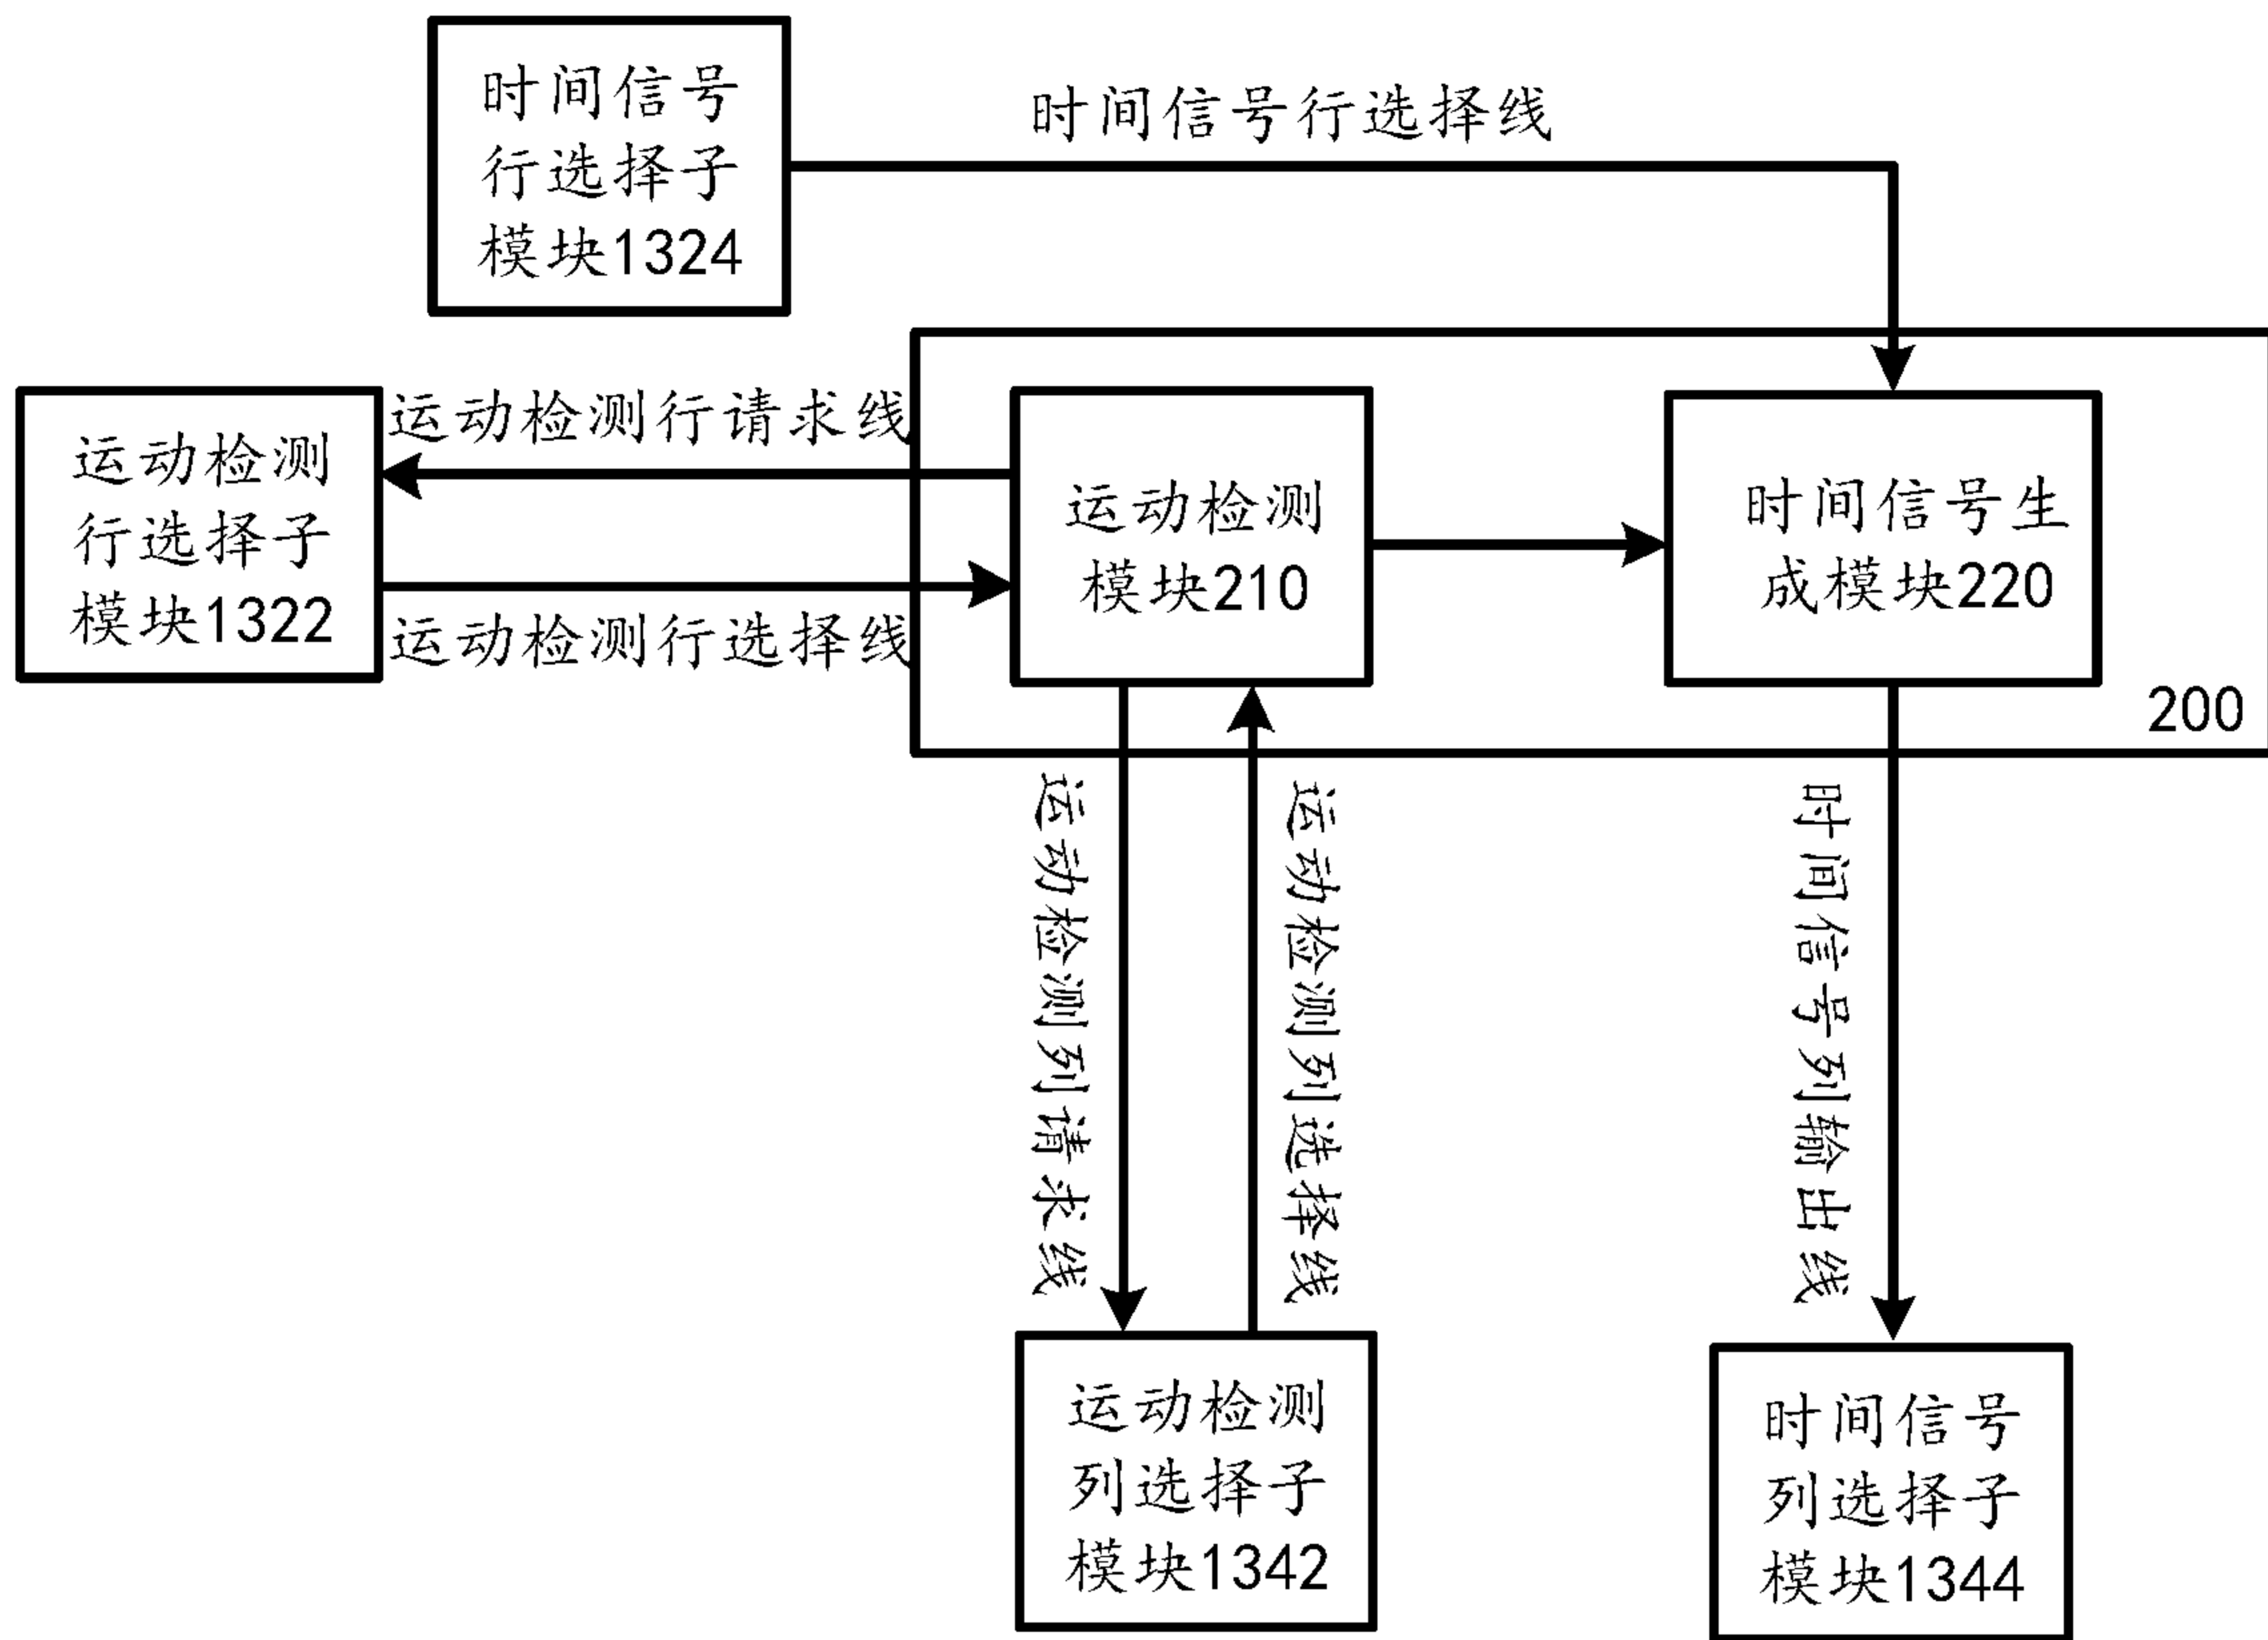 时间信号
行选择子
模块1324
时间信号行选择线
运动检测
行选择子
模块1322
运动检测行请求线
运动检测行选择线
运动检测
模块210
时间信号生
成模块220
200
运动检测列请求线
运动检测列选择线
时间信号列输出线
运动检测
列选择子
模块1342
时间信号
列选择子
模块1344